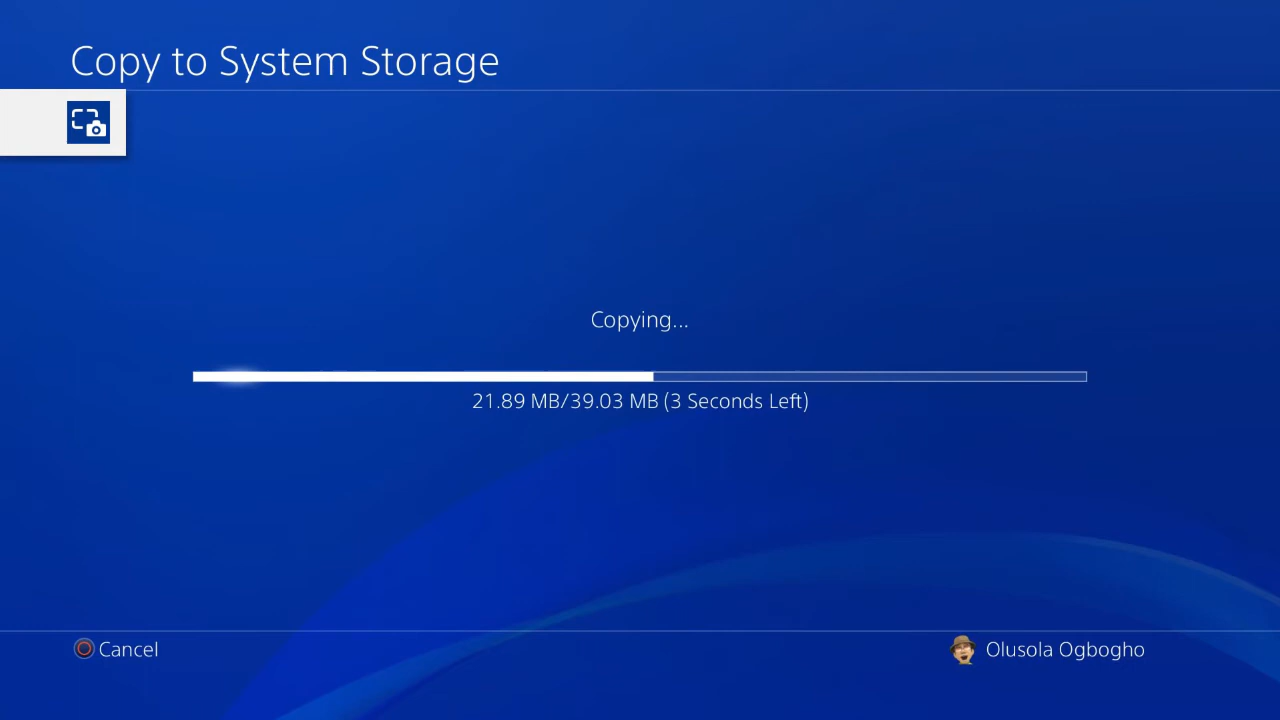 Copy to System Storage
Copying...
21.89 MB/39.03 MB (3 Seconds Left)
Cancel
Olusola Ogbogho